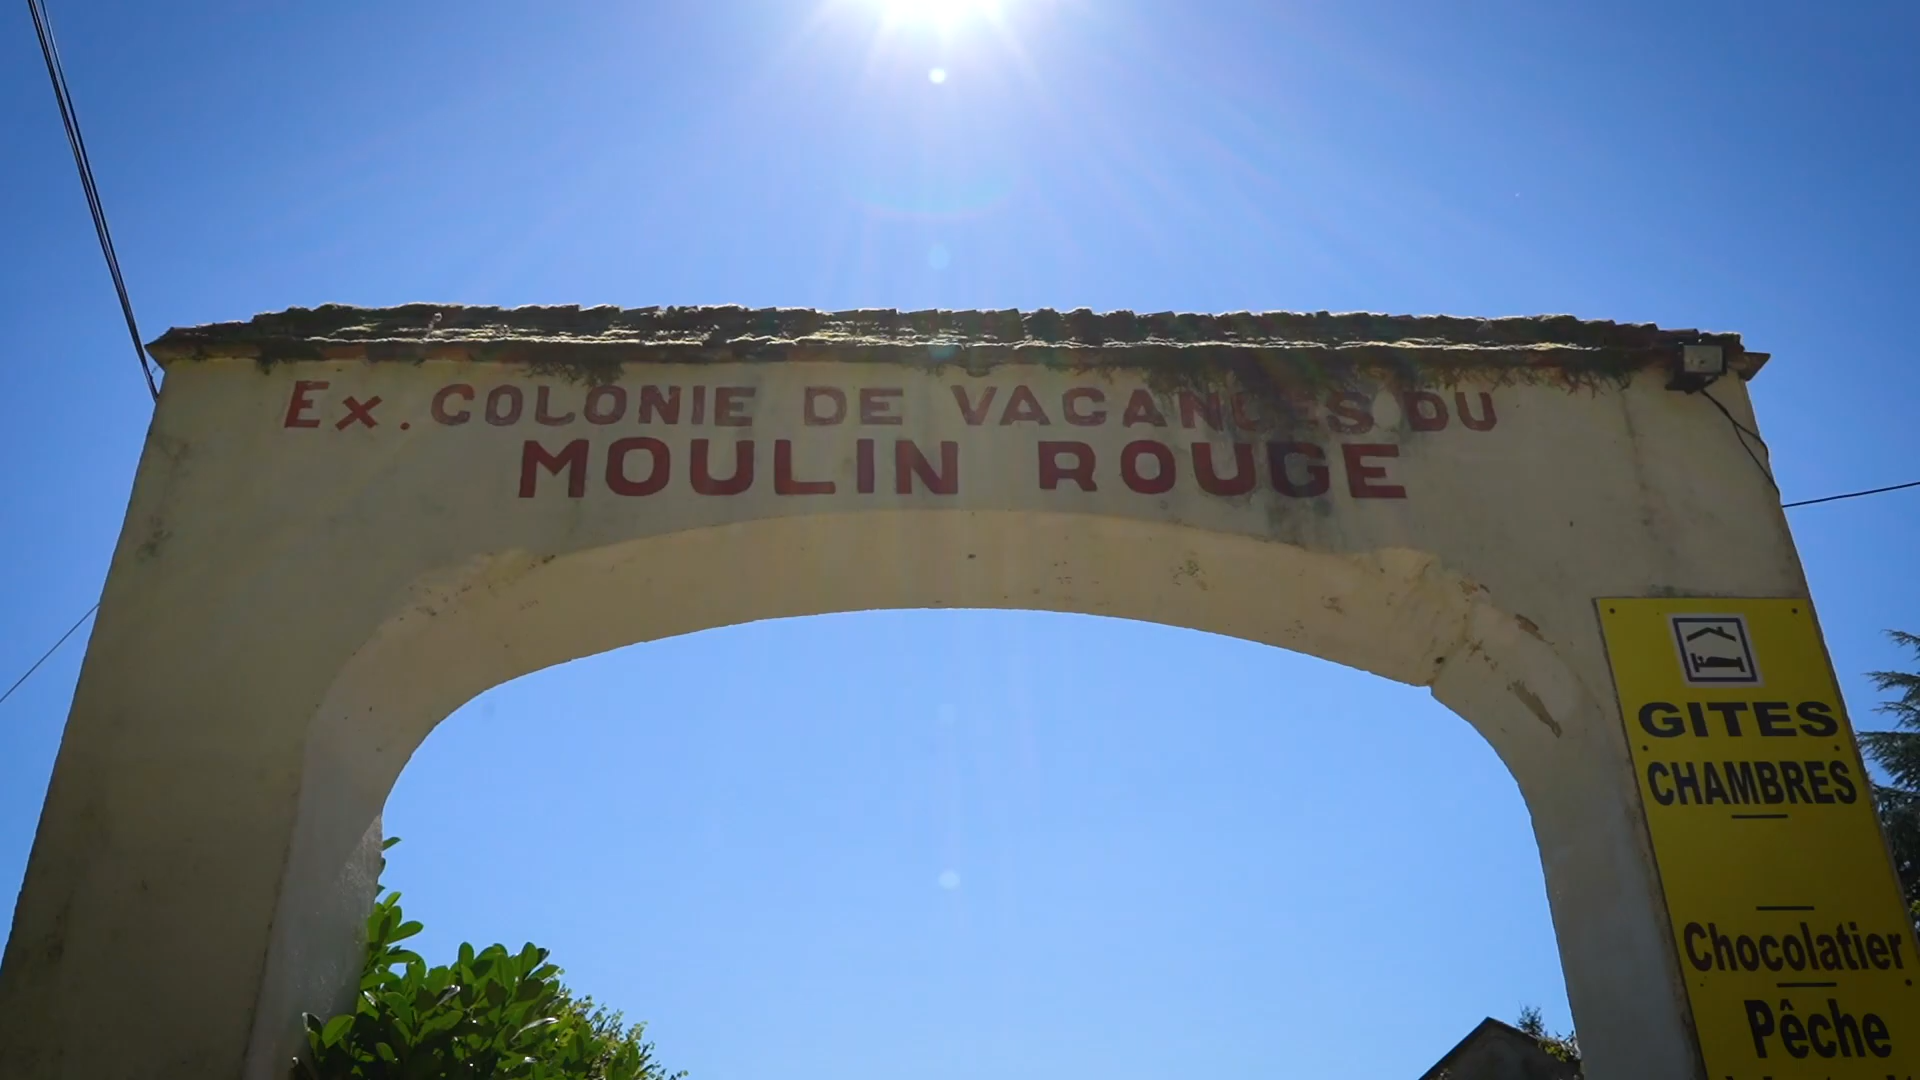 Ex. COLONIE DE VACANCES DU
MOULIN ROUGE
GITES
CHAMBRES
Chocolatier
Pêche